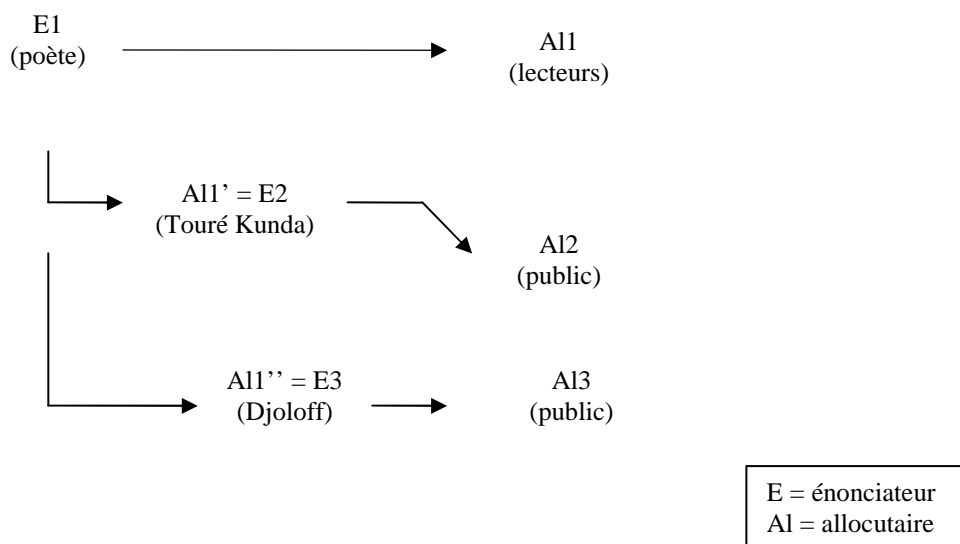 E1
(poète)
Al1
(lecteurs)
Al1' = E2
(Touré Kunda)
Al2
(public)
Al1'' = E3
(Djoloff)
Al3
(public)
E = énonciateur
Al = allocutaire